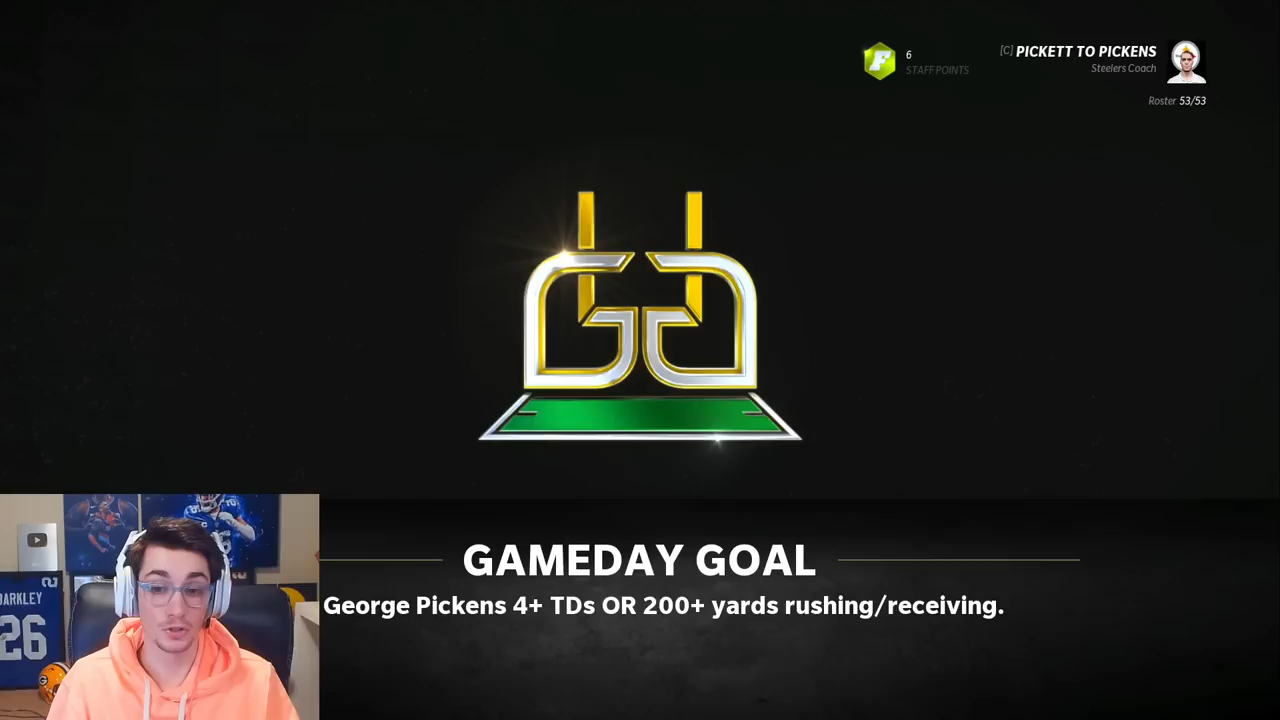 6
STAFF POINTS
[C] PICKETT TO PICKENS
Steelers Coach
Roster 53/53
GAMEDAY GOAL
George Pickens 4+ TDs OR 200+ yards rushing/receiving.
ARKLEY
26